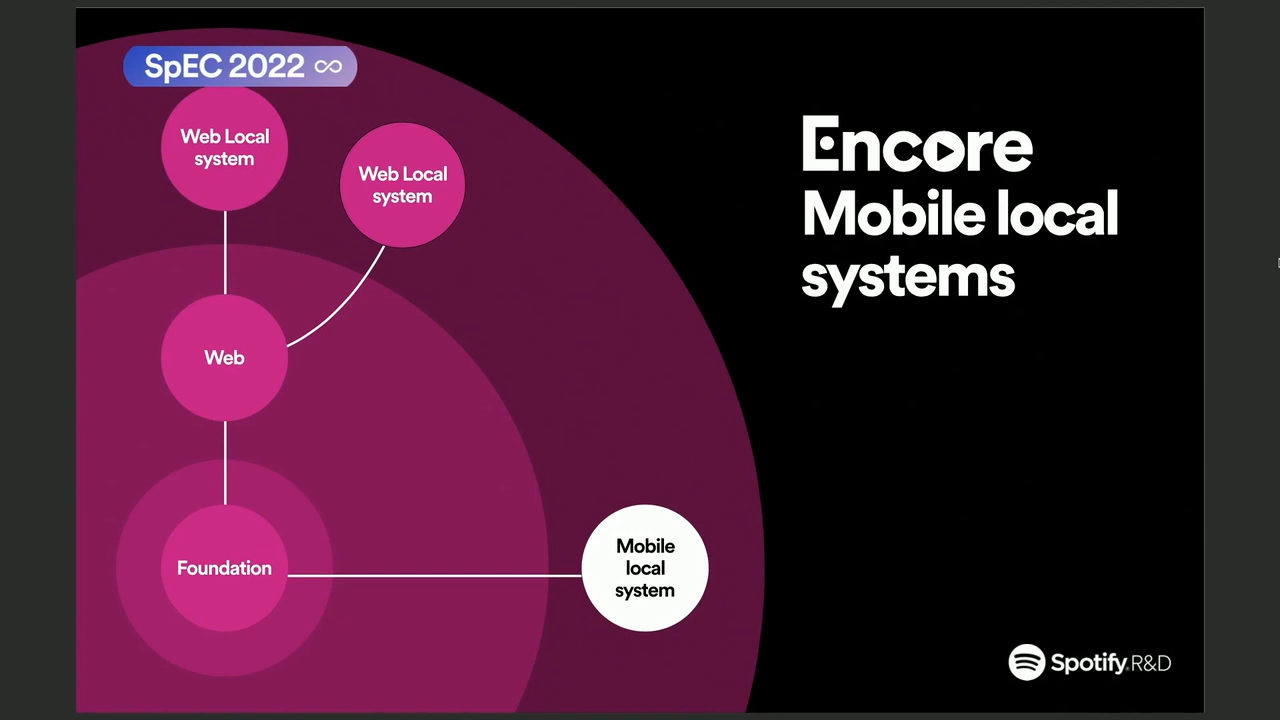 SpEC 2022 ∞
Web Local
system
Web Local
system
Web
Foundation
Mobile
local
system
Encore
Mobile local
systems
Spotify R&D